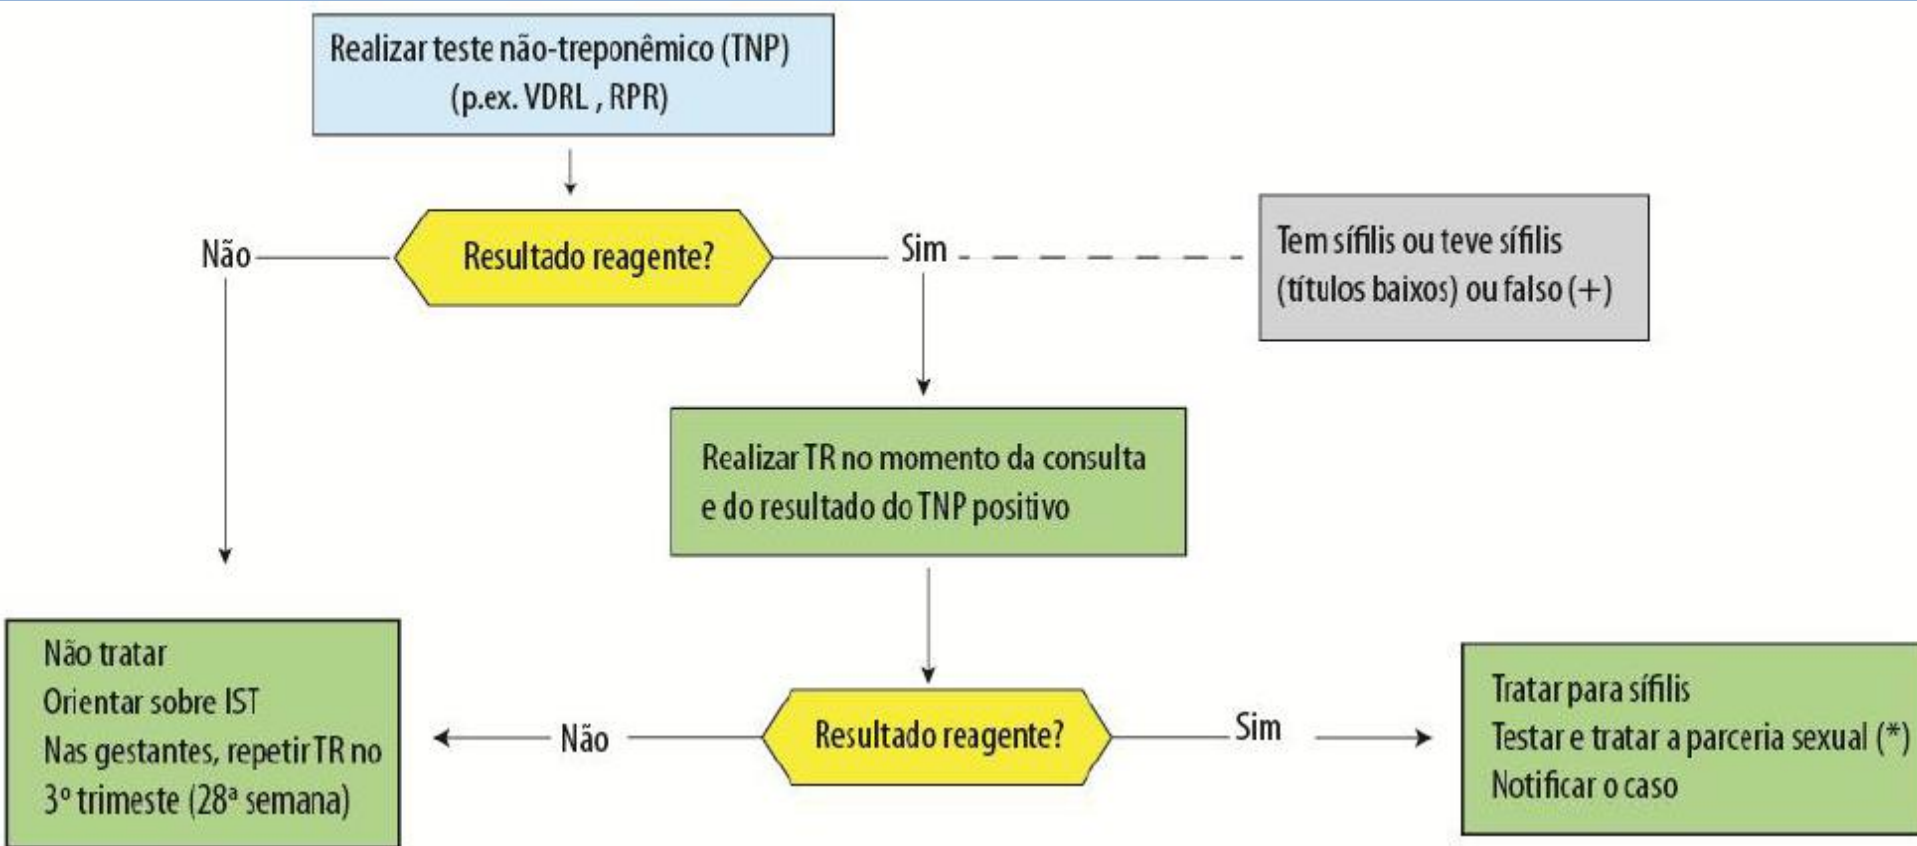 Realizar teste não-treponêmico (TNP)
(p.ex. VDRL , RPR)
Não
Resultado reagente?
Sim
Tem sífilis ou teve sífilis
(títulos baixos) ou falso (+)
Realizar TR no momento da consulta
e do resultado do TNP positivo
Não tratar
Orientar sobre IST
Nas gestantes, repetir TR no
3º trimeste (28ª semana)
Não
Resultado reagente?
Sim
Tratar para sífilis
Testar e tratar a parceria sexual (*)
Notificar o caso